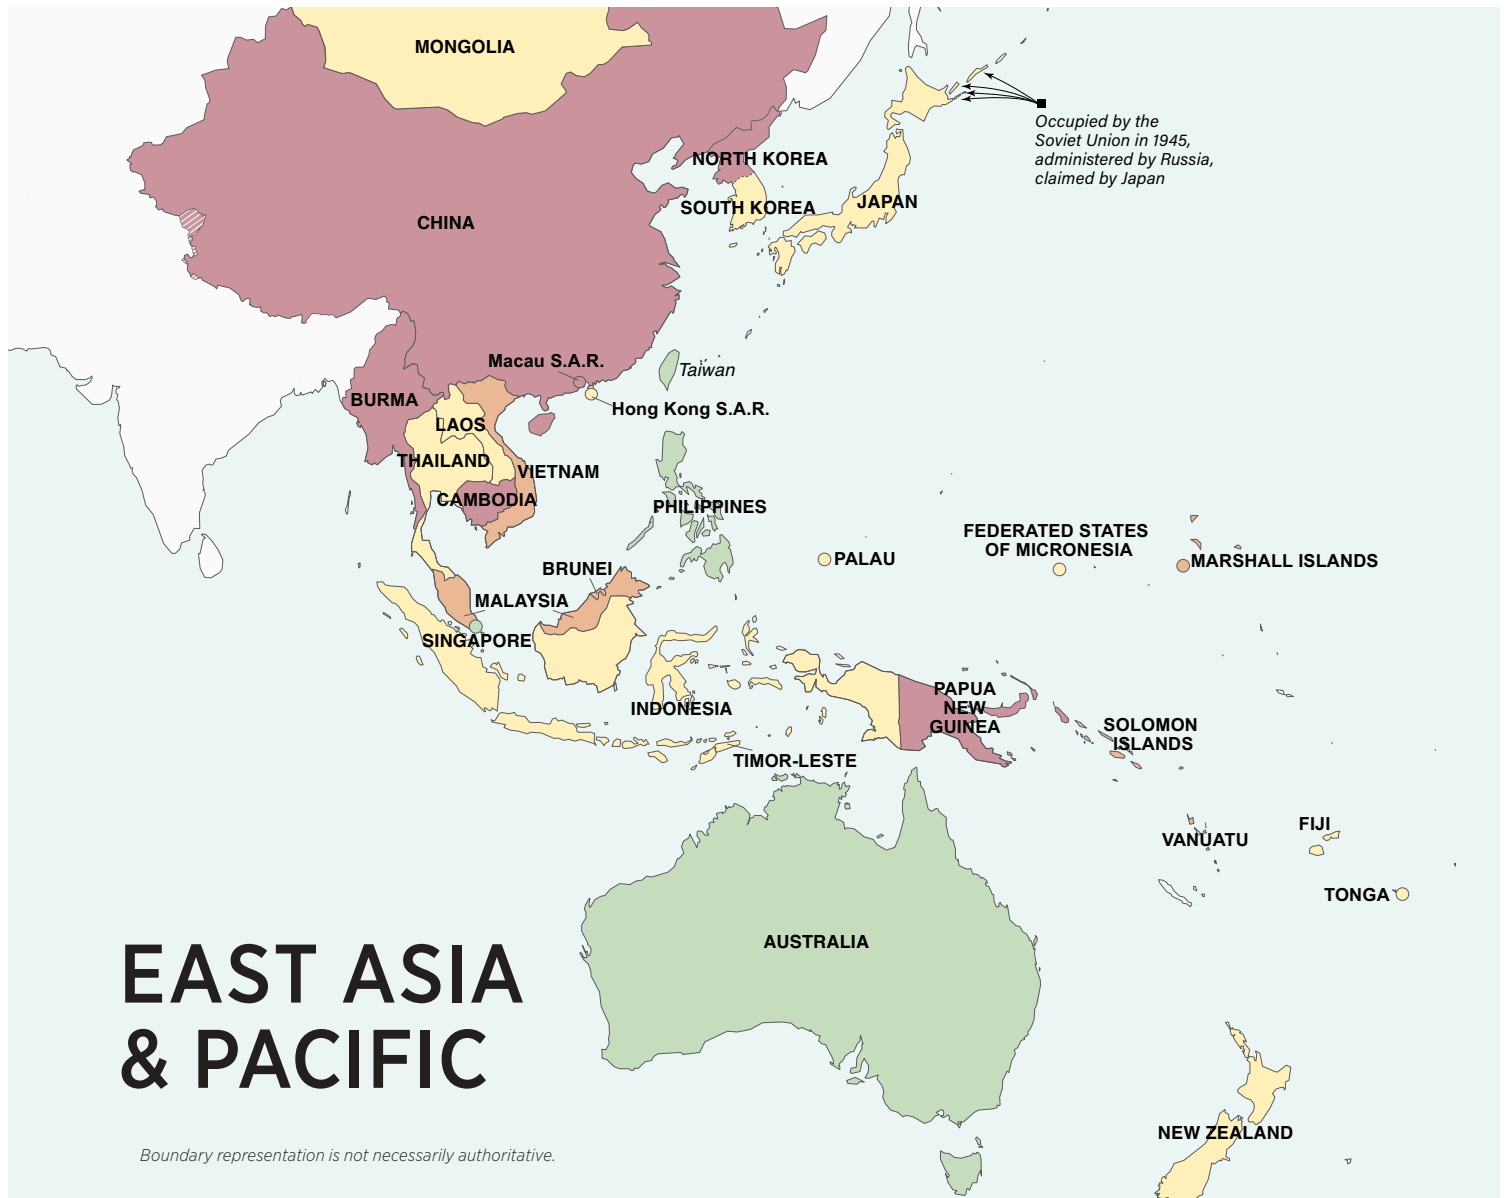 MONGOLIA
Occupied by the
Soviet Union in 1945,
administered by Russia,
claimed by Japan
NORTH KOREA
SOUTH KOREA
JAPAN
CHINA
Macau S.A.R.
Taiwan
BURMA
Hong Kong S.A.R.
LAOS
THAILAND
VIETNAM
CAMBODIA
PHILIPPINES
FEDERATED STATES
OF MICRONESIA
PALAU
MARSHALL ISLANDS
BRUNEI
MALAYSIA
SINGAPORE
INDONESIA
PAPUA
NEW
GUINEA
SOLOMON
ISLANDS
TIMOR-LESTE
VANUATU
FIJI
TONGA
AUSTRALIA
EAST ASIA
& PACIFIC
NEW ZEALAND
Boundary representation is not necessarily authoritative.